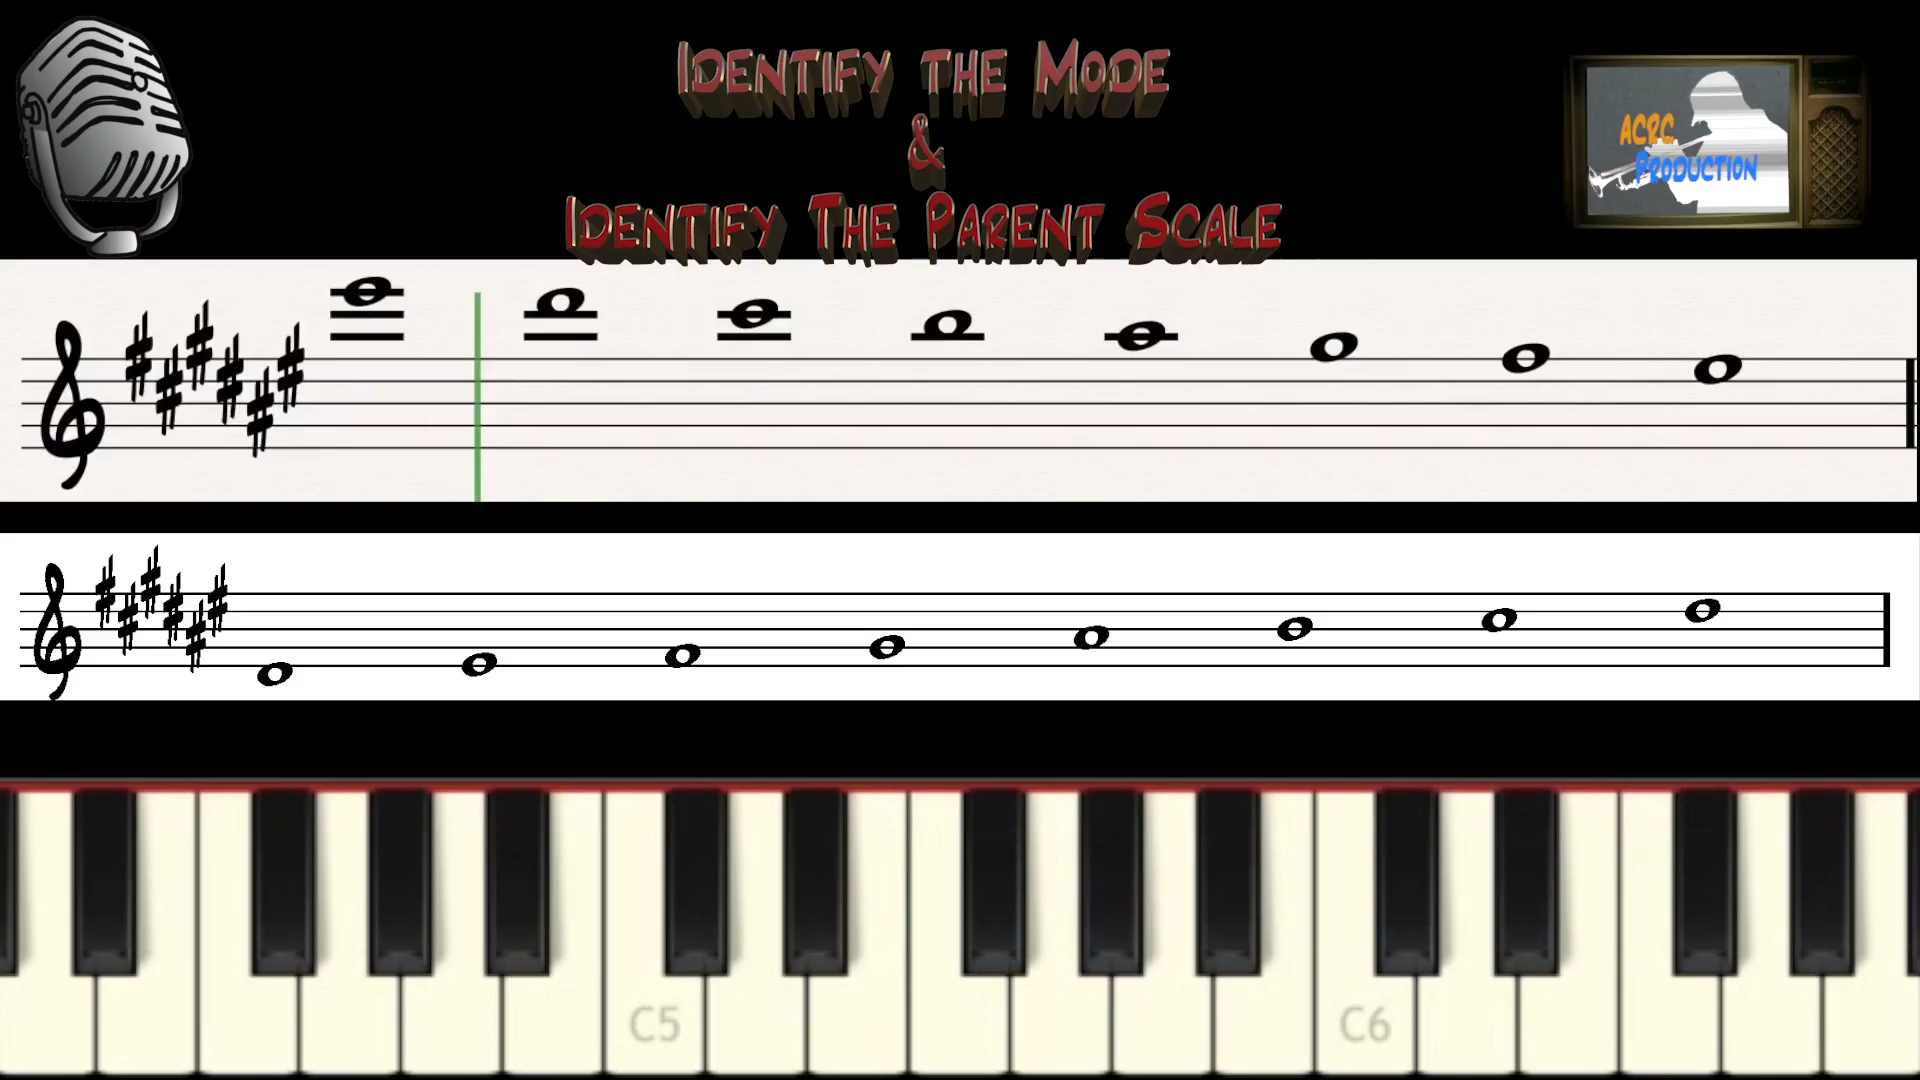 Identify the Mode
&
Identify The Parent Scale
ACRC
Production
C5
C6